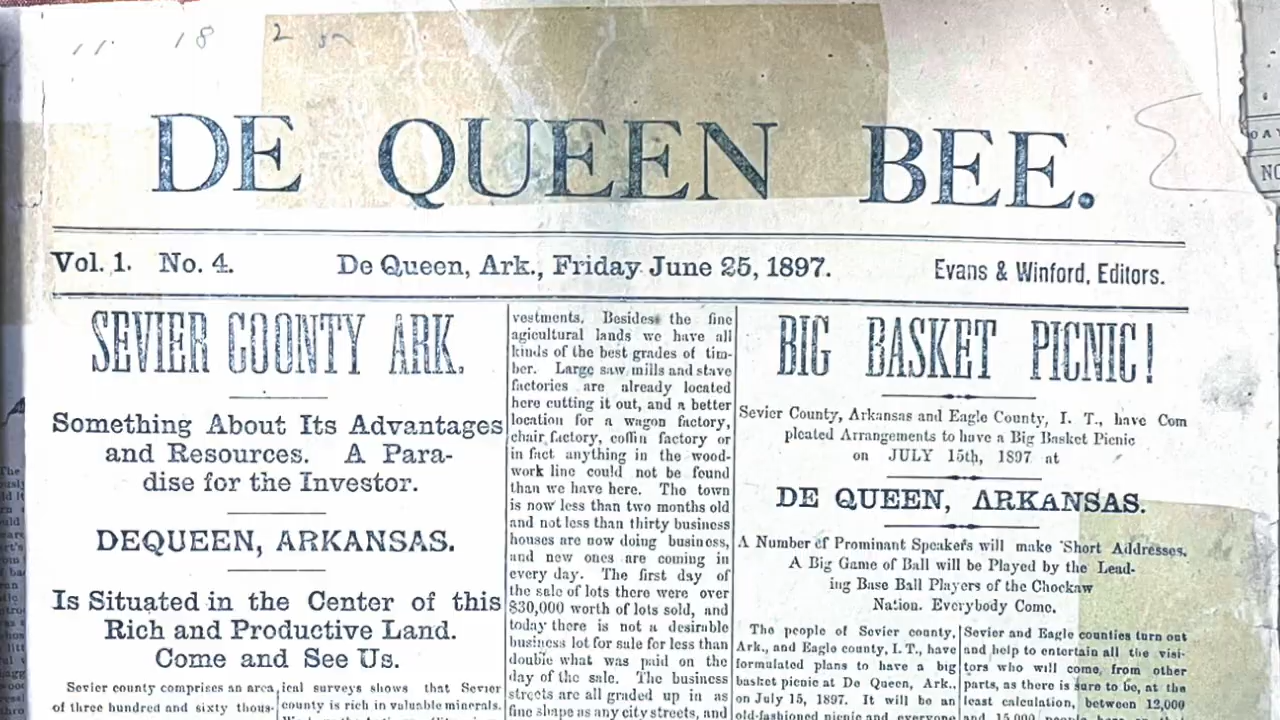 11 18 2
DE QUEEN BEE.
Vol. 1. No. 4. De Queen, Ark., Friday June 25, 1897. Evans & Winford, Editors.
SEVIER COONTY ARK.
Something About Its Advantages
and Resources. A Para-
dise for the Investor.
DEQUEEN, ARKANSAS.
Is Situated in the Center of this
Rich and Productive Land.
Come and See Us.
Sevier county comprises an area
of three hundred and sixty thous-
ical surveys shows that Sevier
county is rich in valuable minerals.
vestments. Besides the fine
agicultural lands we have all
kinds of the best grades of tim-
ber. Large saw mills and stave
factories are already located
here cutting it out, and a better
location for a wagon factory,
chair factory, coffin factory or
in fact anything in the wood-
work line could not be found
than we have here. The town
is now less than two months old
and not less than thirty business
houses are now doing business,
and new ones are coming in
every day. The first day of
the sale of lots there were over
$30,000 worth of lots sold, and
today there is not a desirable
business lot for sale for less than
double what was paid on the
day of the sale. The business
streets are all graded up in as
fine shape as any city streets, and
BIG BASKET PICNIC!
Sevier County, Arkansas and Eagle County, I. T., have Com
pleated Arrangements to have a Big Basket Picnic
on JULY 15th, 1897 at
DE QUEEN, ARKANSAS.
A Number of Prominant Speakers will make Short Addresses.
A Big Game of Ball will be Played by the Lead-
ing Base Ball Players of the Chockaw
Nation. Everybody Come.
The people of Sevier county,
Ark., and Eagle county, I. T., have
formulated plans to have a big
basket picnic at De Queen, Ark.,
on July 15, 1897. It will be an
old-fashioned picnic and everyone
Sevier and Eagle counties turn out
and help to entertain all the visi-
tors who will come, from other
parts, as there is sure to be, at the
least calculation, between 12,000
and 15,000 people here on the